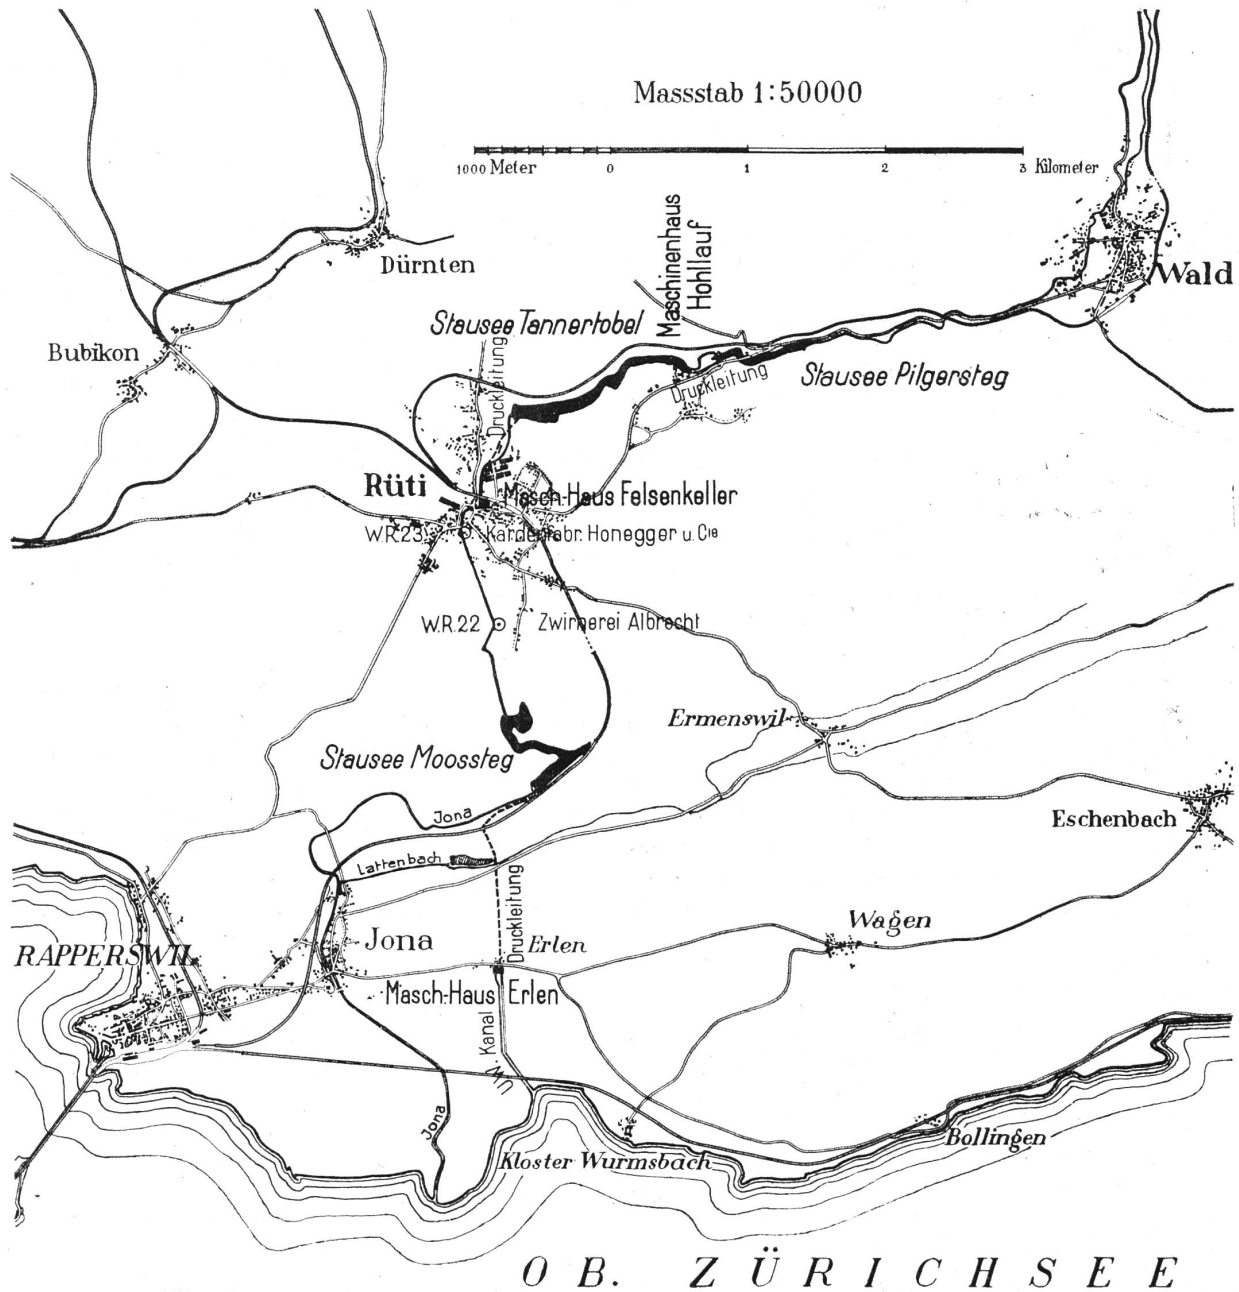 Massstab 1:50000
1000 Meter 0 1 2 3 Kilometer
Maschinenhaus
Hohllauf
Wald
Dürnten
Stausee Tannertobel
Bubikon
Druckleitung
Druckleitung
Stausee Pilgersteg
Rüti
Masch-Haus Felsenkeller
W.R.23
Kardenfabr. Honegger u. Cie
W.R.22
Zwirnerei Albrecht
Ermenswil
Stausee Moossteg
Jona
Eschenbach
Lattenbach
Druckleitung
Wagen
Jona
Erlen
RAPPERSWIL
Masch-Haus Erlen
U.W. Kanal
Jona
Bollingen
Kloster Wurmsbach
OB. ZÜRICHSEE